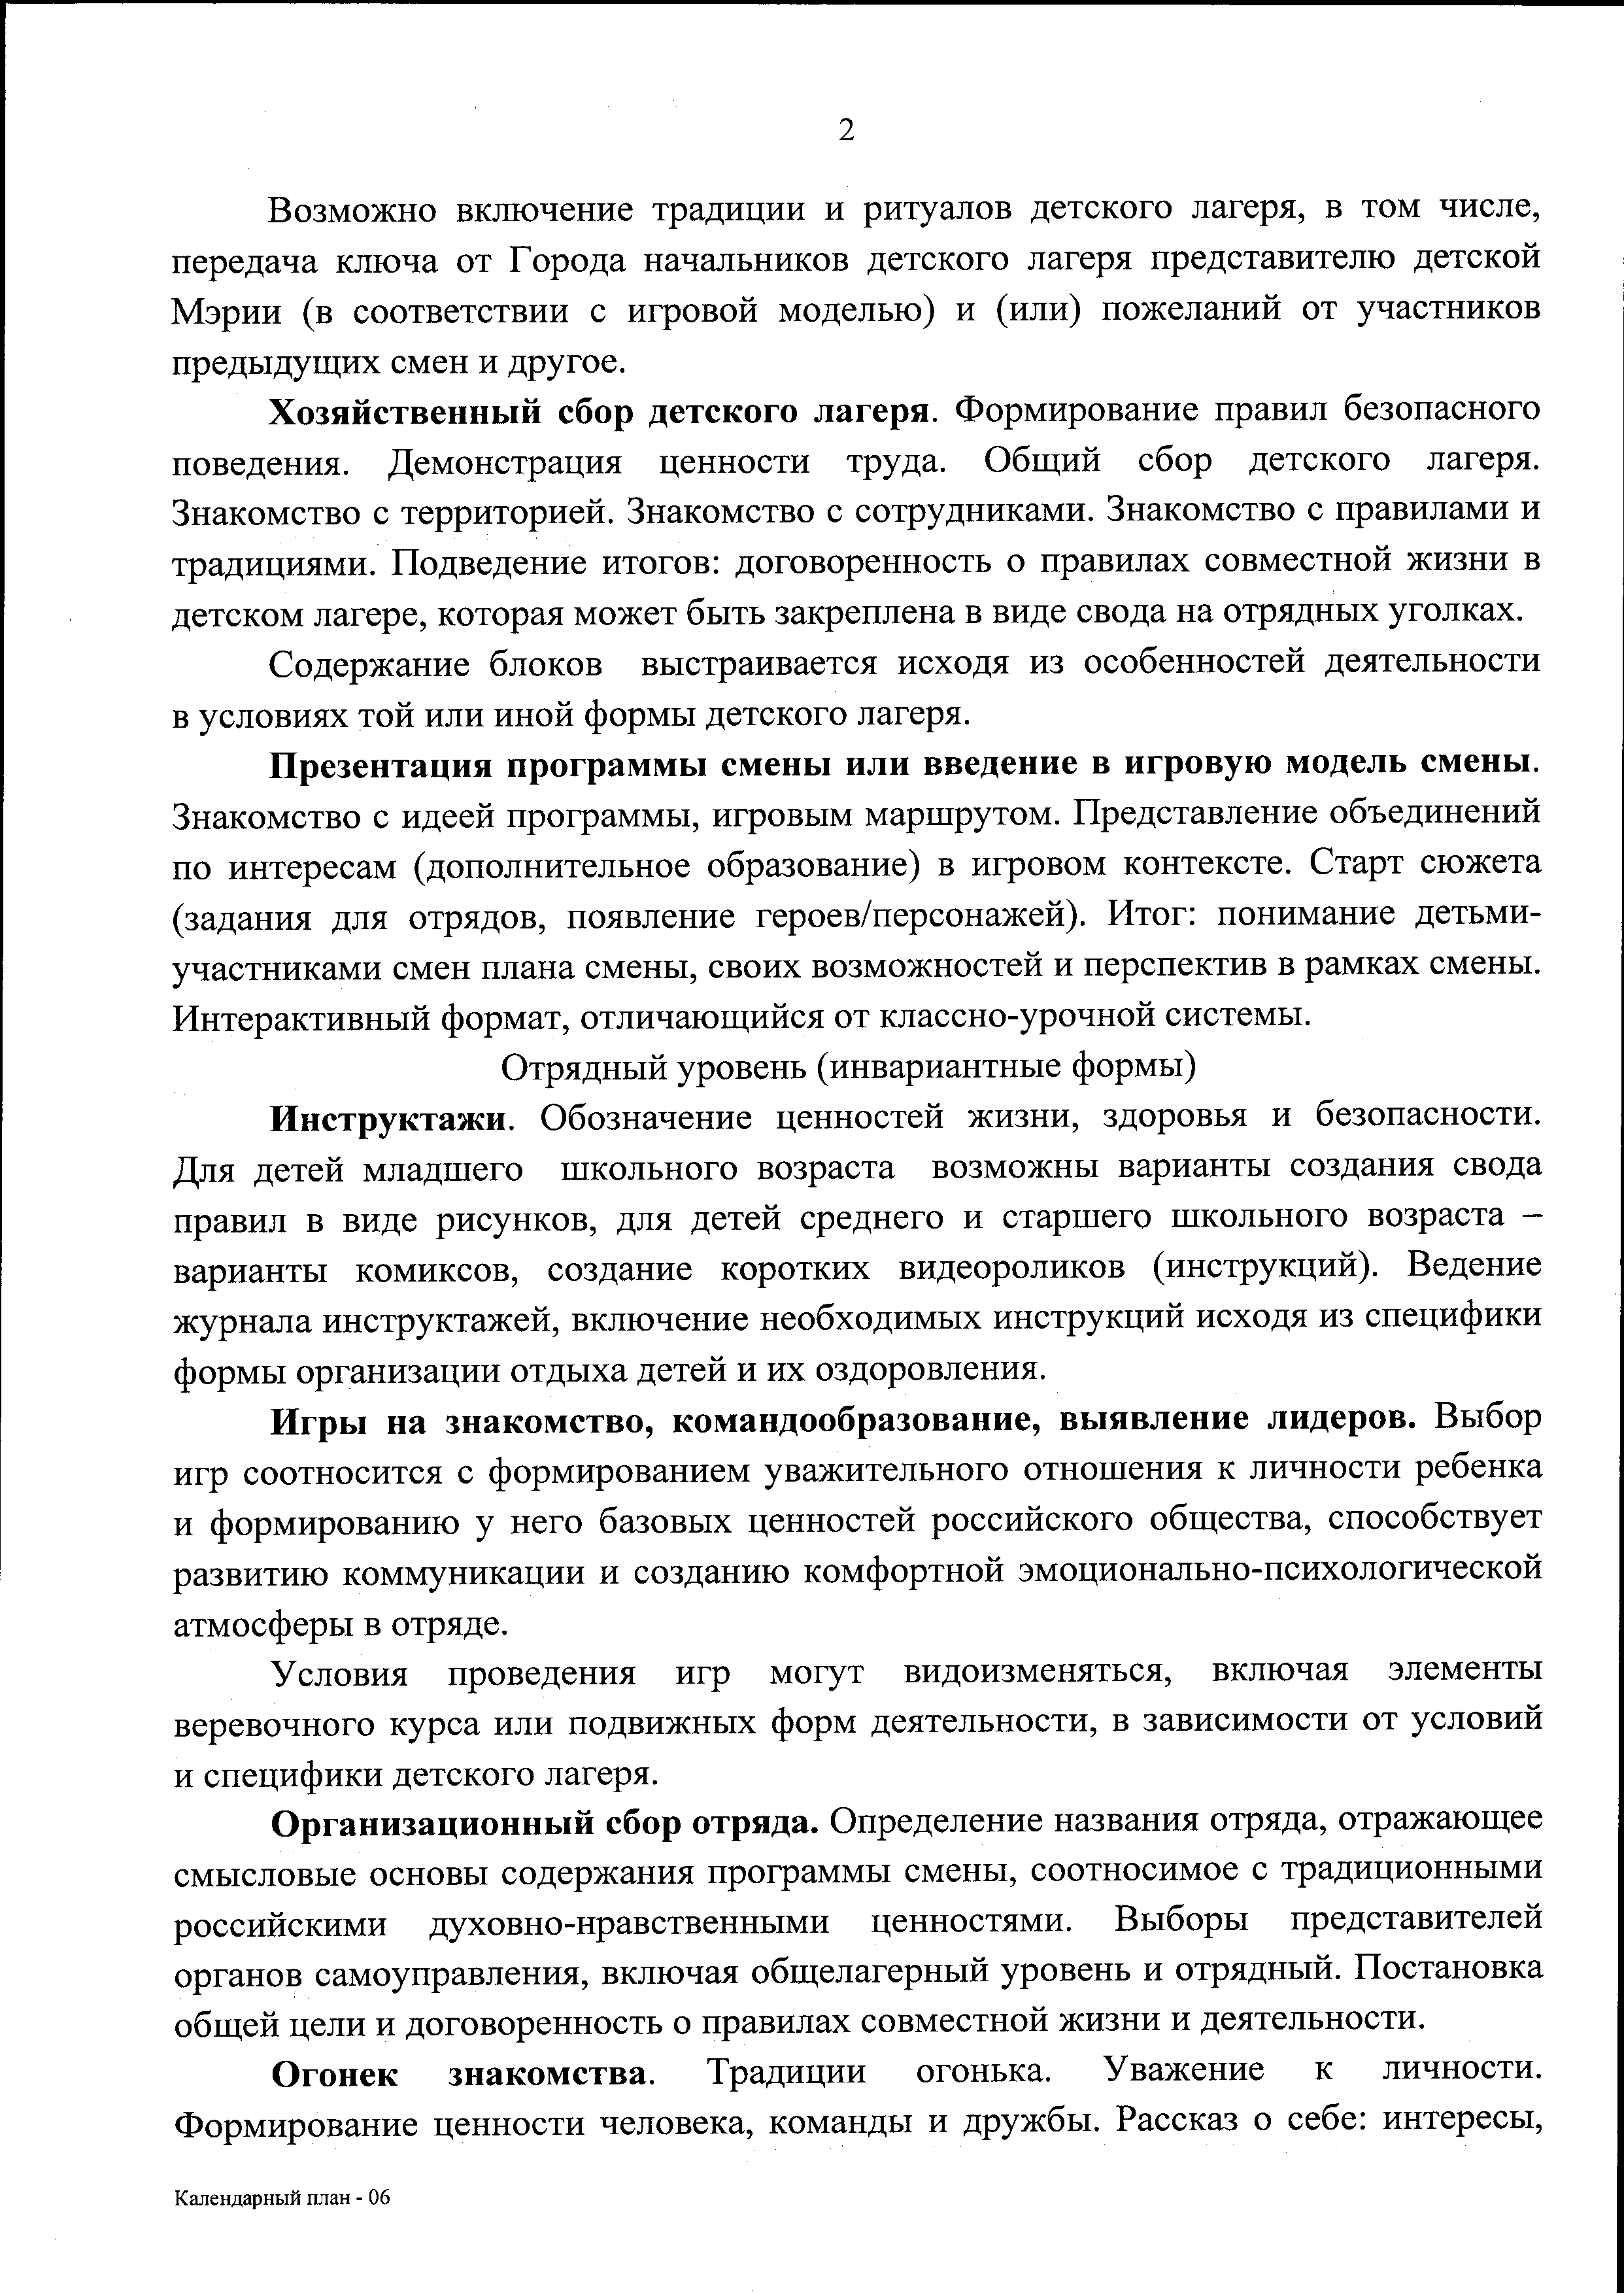 2
Возможно включение традиции и ритуалов детского лагеря, в том числе,
передача ключа от Города начальников детского лагеря представителю детской
Мэрии (в соответствии с игровой моделью) и (или) пожеланий от участников
предыдущих смен и другое.
Хозяйственный сбор детского лагеря. Формирование правил безопасного
поведения. Демонстрация ценности труда. Общий сбор детского лагеря.
Знакомство с территорией. Знакомство с сотрудниками. Знакомство с правилами и
традициями. Подведение итогов: договоренность о правилах совместной жизни в
детском лагере, которая может быть закреплена в виде свода на отрядных уголках.
Содержание блоков выстраивается исходя из особенностей деятельности
в условиях той или иной формы детского лагеря.
Презентация программы смены или введение в игровую модель смены.
Знакомство с идеей программы, игровым маршрутом. Представление объединений
по интересам (дополнительное образование) в игровом контексте. Старт сюжета
(задания для отрядов, появление героев/персонажей). Итог: понимание детьми-
участниками смен плана смены, своих возможностей и перспектив в рамках смены.
Интерактивный формат, отличающийся от классно-урочной системы.
Отрядный уровень (инвариантные формы)
Инструктажи. Обозначение ценностей жизни, здоровья и безопасности.
Для детей младшего школьного возраста возможны варианты создания свода
правил в виде рисунков, для детей среднего и старшего школьного возраста –
варианты комиксов, создание коротких видеороликов (инструкций). Ведение
журнала инструктажей, включение необходимых инструкций исходя из специфики
формы организации отдыха детей и их оздоровления.
Игры на знакомство, командообразование, выявление лидеров. Выбор
игр соотносится с формированием уважительного отношения к личности ребенка
и формированию у него базовых ценностей российского общества, способствует
развитию коммуникации и созданию комфортной эмоционально-психологической
атмосферы в отряде.
Условия проведения игр могут видоизменяться, включая элементы
веревочного курса или подвижных форм деятельности, в зависимости от условий
и специфики детского лагеря.
Организационный сбор отряда. Определение названия отряда, отражающее
смысловые основы содержания программы смены, соотносимое с традиционными
российскими духовно-нравственными ценностями. Выборы представителей
органов самоуправления, включая общелагерный уровень и отрядный. Постановка
общей цели и договоренность о правилах совместной жизни и деятельности.
Огонек знакомства. Традиции огонька. Уважение к личности.
Формирование ценности человека, команды и дружбы. Рассказ о себе: интересы,
Календарный план - 06